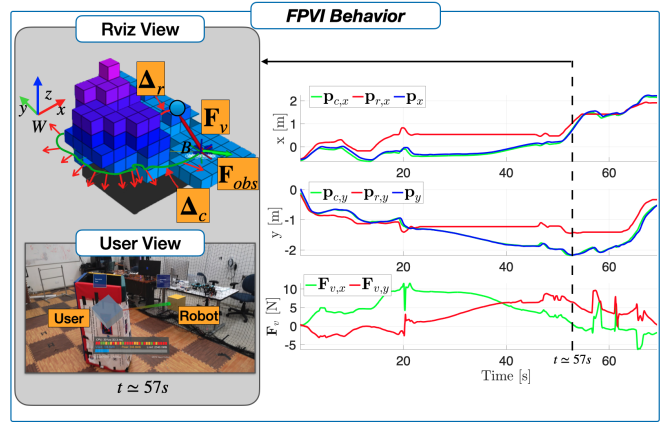 FPVI Behavior
Rviz View
Δr
z
y
x
W
Fv
B
Fobs
Δc
User View
User
Robot
t ≃ 57s
pc,x pr,x px
x [m]
2
1
0
20 40 60
pc,y pr,y py
y [m]
0
-1
-2
20 40 60
Fv,x Fv,y
Fv [N]
10
5
0
-5
20 40 60
t ≃ 57s
Time [s]